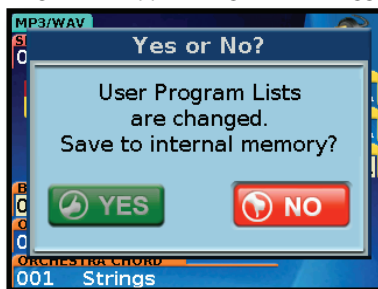 MP3/WAV
Yes or No?
User Program Lists
are changed.
Save to internal memory?
YES
NO
ORCHESTRA CHORD
001 Strings